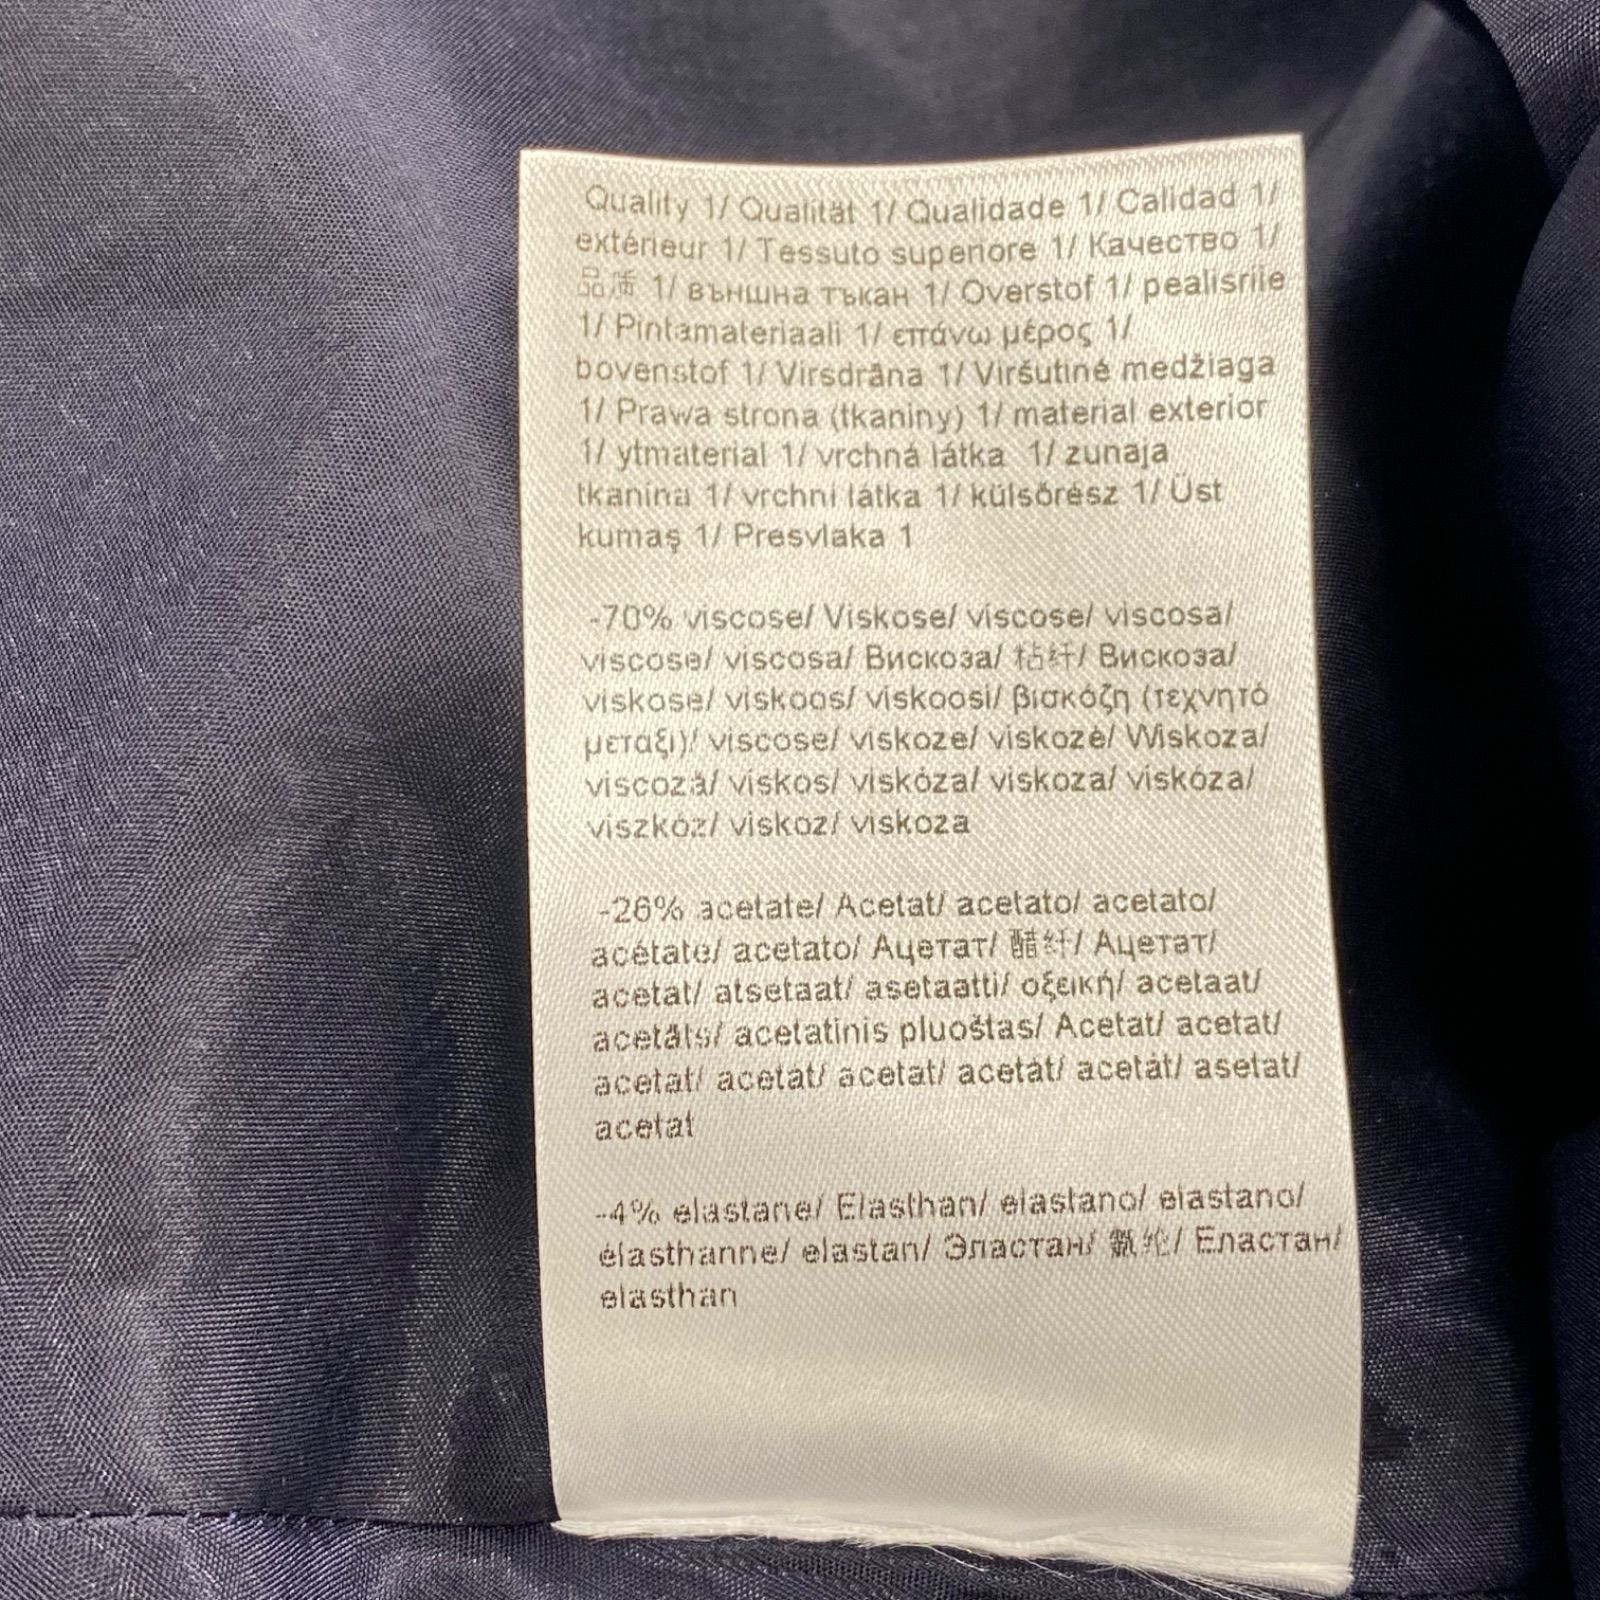 Quality 1/ Qualität 1/ Qualidade 1/ Calidad 1/
extérieur 1/ Tessuto superiore 1/ Качество 1/
品质 1/ външна тъкан 1/ Overstof 1/ pealisriie
1/ Pintamateriaali 1/ επάνω μέρος 1/
bovenstof 1/ Virsdrāna 1/ Viršutinė medžiaga
1/ Prawa strona (tkaniny) 1/ material exterior
1/ ytmaterial 1/ vrchná látka 1/ zunaja
tkanina 1/ vrchní látka 1/ külsőrész 1/ Üst
kumaş 1/ Presvlaka 1
-70% viscose/ Viskose/ viscose/ viscosa/
viscose/ viscosa/ Вискоза/ 粘纤/ Вискоза/
viskose/ viskoos/ viskoosi/ βισκόζη (τεχνητό
μεταξι)/ viscose/ viskoze/ viskozė/ Wiskoza/
viscoză/ viskos/ viskóza/ viskoza/ viskóza/
viszkóz/ viskoz/ viskoza
-26% acetate/ Acetat/ acetato/ acetato/
acétate/ acetato/ Ацетат/ 醋纤/ Ацетат/
acetat/ atsetaat/ asetaatti/ οξεική/ acetaat/
acetāts/ acetatinis pluoštas/ Acetat/ acetat/
acetat/ acetat/ acetat/ acetát/ acetát/ asetat/
acetat
-4% elastane/ Elasthan/ elastano/ elastano/
élasthanne/ elastan/ Эластан/ 氨纶/ Еластан/
elasthan